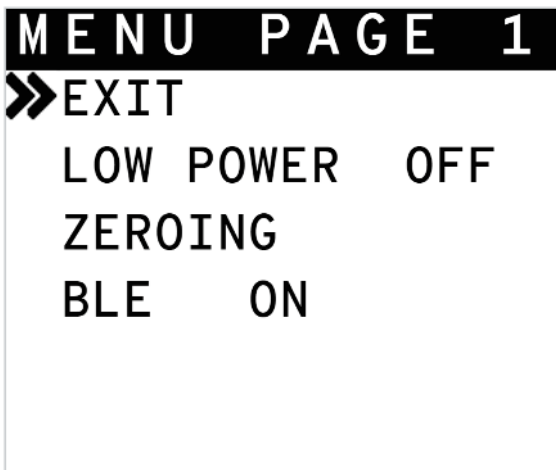 MENU PAGE 1
EXIT
LOW POWER OFF
ZEROING
BLE ON